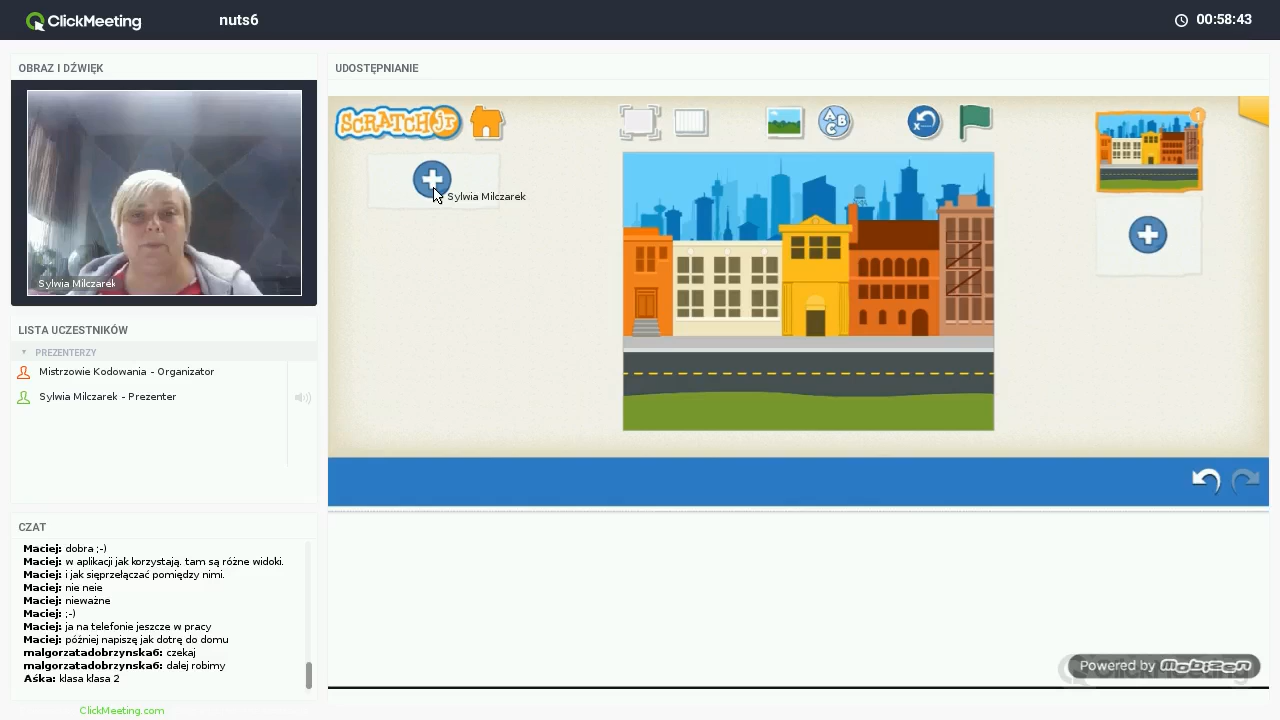 ClickMeeting
nuts6
00:58:43
OBRAZ I DŹWIĘK
Sylwia Milczarek
LISTA UCZESTNIKÓW
PREZENTERZY
Mistrzowie Kodowania - Organizator
Sylwia Milczarek - Prezenter
CZAT
Maciej: dobra ;-)
Maciej: w aplikacji jak korzystają. tam są różne widoki.
Maciej: i jak sięprzełączać pomiędzy nimi.
Maciej: nie neie
Maciej: nieważne
Maciej: ;-)
Maciej: ja na telefonie jeszcze w pracy
Maciej: później napiszę jak dotrę do domu
malgorzatadobrzynska6: czekaj
malgorzatadobrzynska6: dalej robimy
Aśka: klasa klasa 2
ClickMeeting.com
UDOSTĘPNIANIE
SCRATCH Jr
A B C
X
1
Sylwia Milczarek
Powered by Mobizen
ClickMeeting